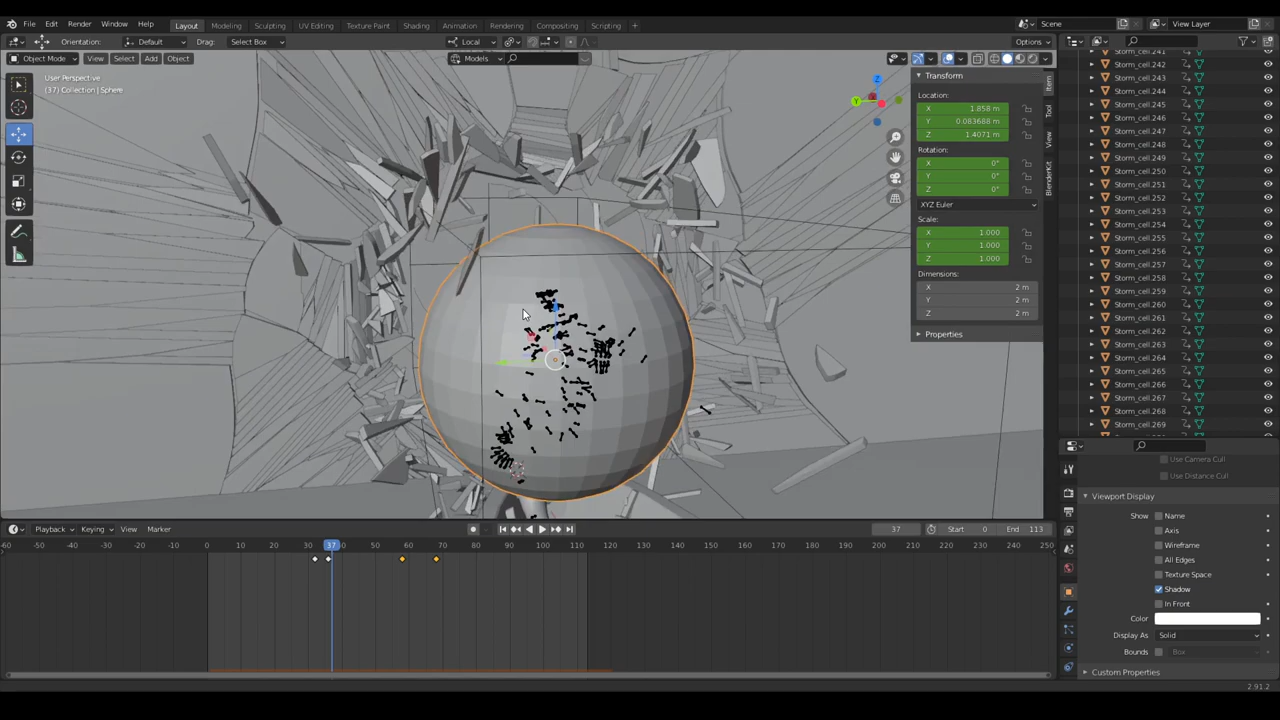 File Edit Render Window Help Layout Modeling Sculpting UV Editing Texture Paint Shading Animation Rendering Compositing Scripting + Scene View Layer
Orientation: Default Drag: Select Box Local Options
Object Mode View Select Add Object Models
User Perspective
(37) Collection | Sphere
Transform
Location:
X 1.858 m
Y 0.083688 m
Z 1.4071 m
Rotation:
X 0°
Y 0°
Z 0°
XYZ Euler
Scale:
X 1.000
Y 1.000
Z 1.000
Dimensions:
X 2 m
Y 2 m
Z 2 m
Properties
Item
Tool
View
BlenderKit
Z
Y
Storm_cell.241
Storm_cell.242
Storm_cell.243
Storm_cell.244
Storm_cell.245
Storm_cell.246
Storm_cell.247
Storm_cell.248
Storm_cell.249
Storm_cell.250
Storm_cell.251
Storm_cell.252
Storm_cell.253
Storm_cell.254
Storm_cell.255
Storm_cell.256
Storm_cell.257
Storm_cell.258
Storm_cell.259
Storm_cell.260
Storm_cell.261
Storm_cell.262
Storm_cell.263
Storm_cell.264
Storm_cell.265
Storm_cell.266
Storm_cell.267
Storm_cell.268
Storm_cell.269
Use Camera Cull
Use Distance Cull
Viewport Display
Show Name
Axis
Wireframe
All Edges
Texture Space
Shadow
In Front
Color
Display As Solid
Bounds Box
Custom Properties
Playback Keying View Marker 37 Start 0 End 113
-60 -50 -40 -30 -20 -10 0 10 20 30 37 40 50 60 70 80 90 100 110 120 130 140 150 160 170 180 190 200 210 220 230 240 250
2.91.2